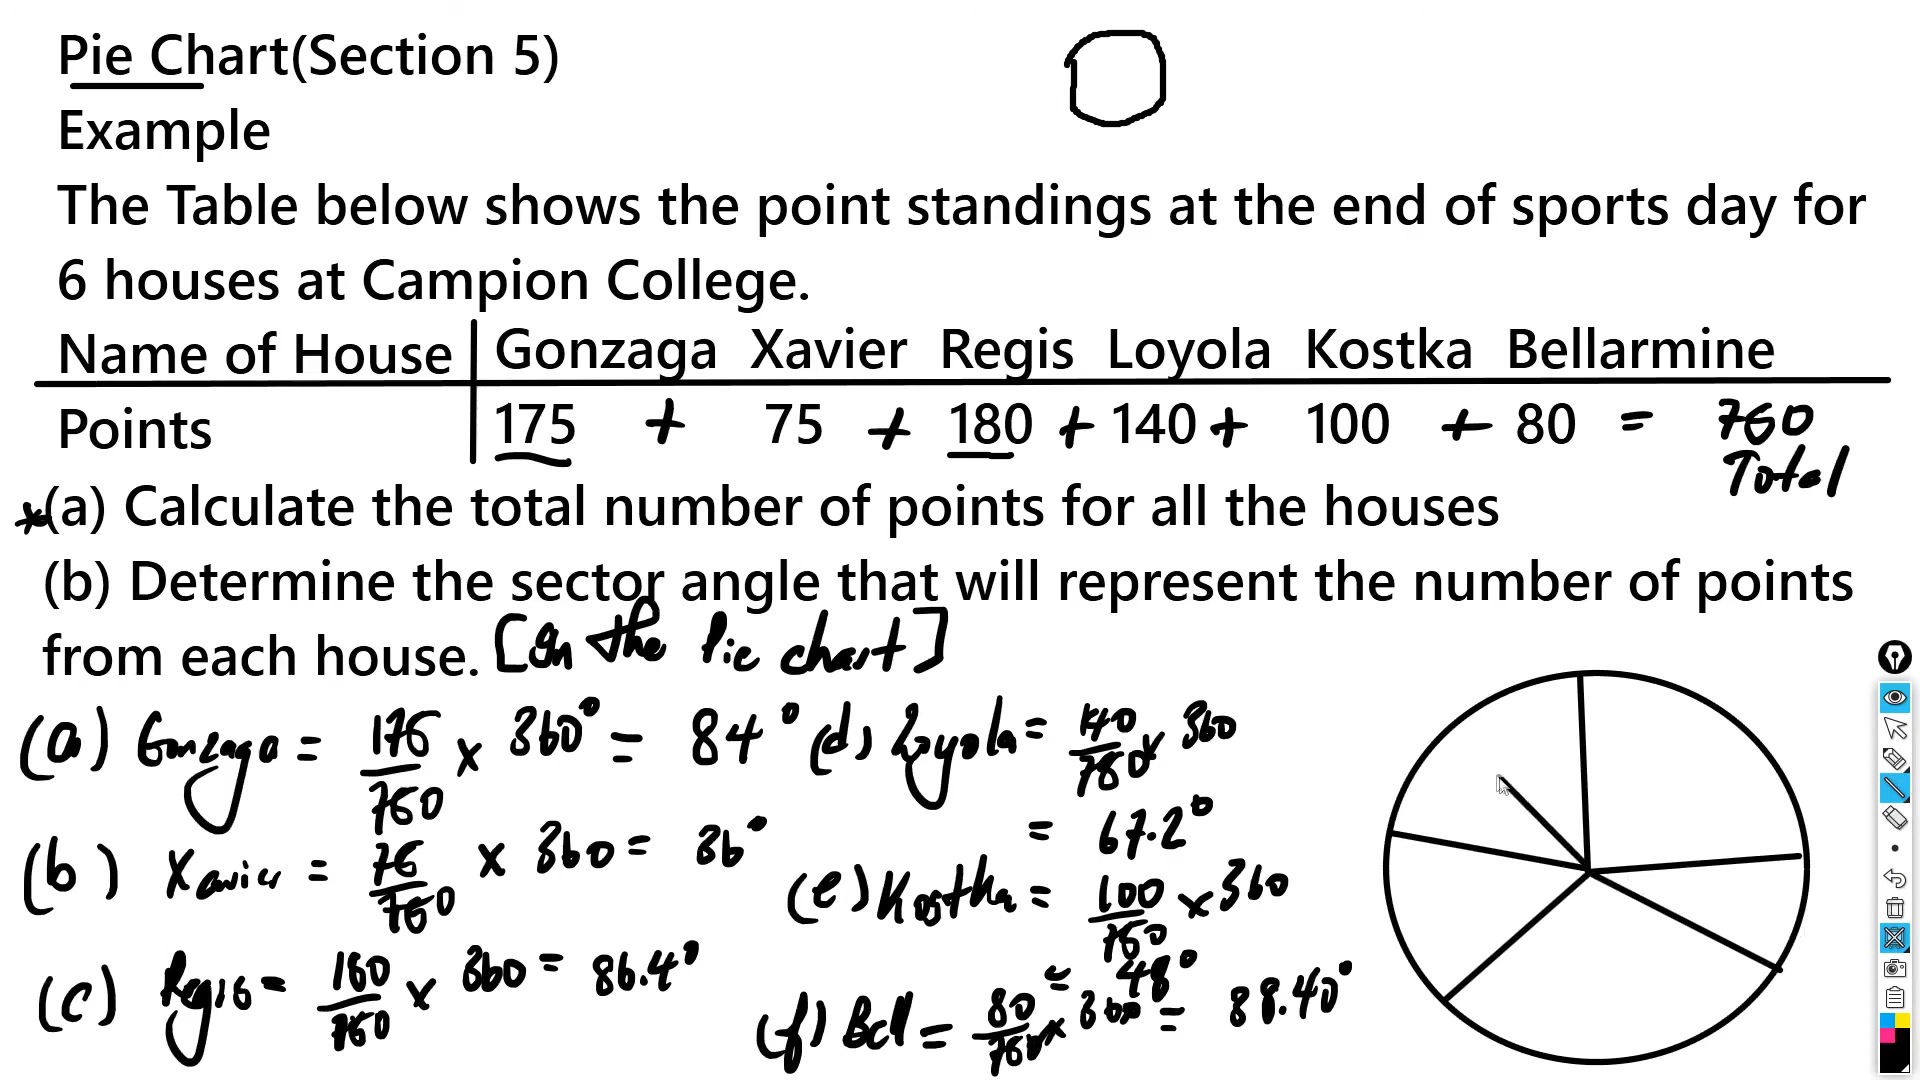 Pie Chart(Section 5)
Example
The Table below shows the point standings at the end of sports day for
6 houses at Campion College.
Name of House Gonzaga Xavier Regis Loyola Kostka Bellarmine
Points 175 + 75 + 180 + 140 + 100 + 80 = 750
Total
*(a) Calculate the total number of points for all the houses
(b) Determine the sector angle that will represent the number of points
from each house. [On the Pie chart]
(a) Gonzaga = 175/750 x 360° = 84°
(b) Xavier = 75/750 x 360 = 36°
(c) Regis = 180/750 x 360 = 86.4°
(d) Loyola = 140/750 x 360
= 67.2°
(e) Kostka = 100/750 x 360
= 48°
(f) Bell = 80/750 x 360 = 38.40°